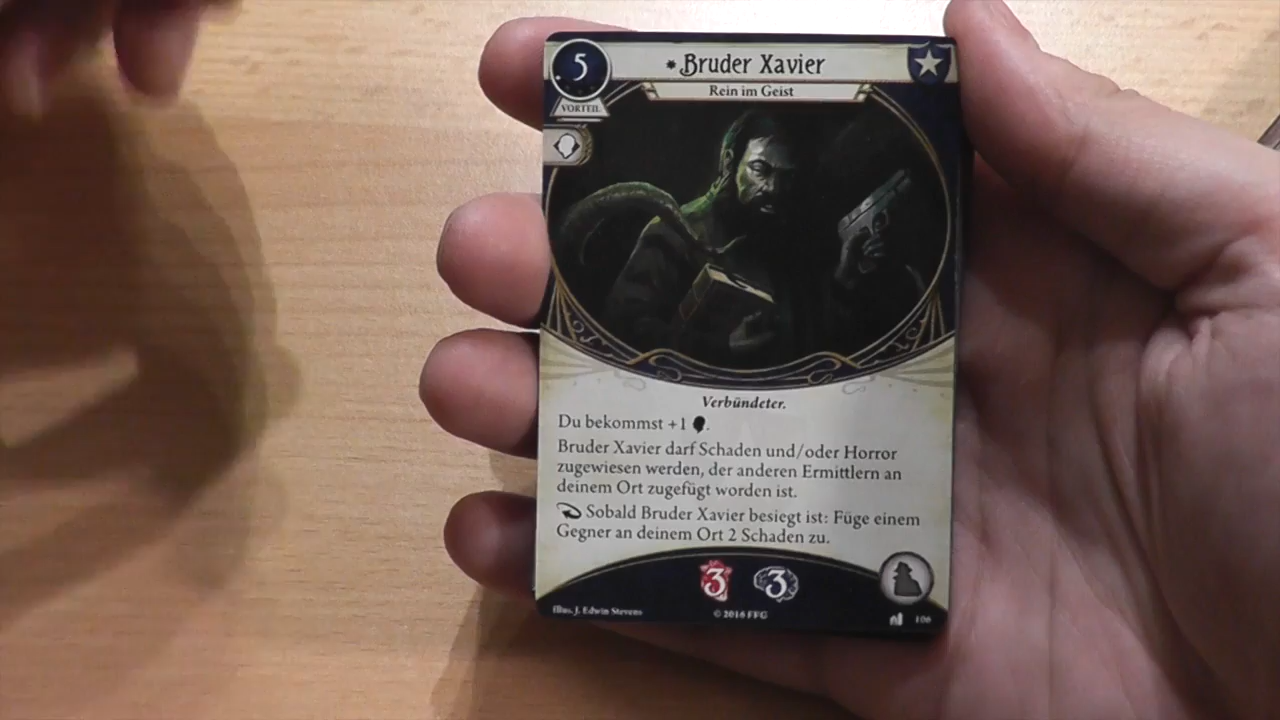 5
Bruder Xavier
VORTEIL
Rein im Geist
Verbündeter.
Du bekommst +1
Bruder Xavier darf Schaden und/oder Horror
zugewiesen werden, der anderen Ermittlern an
deinem Ort zugefügt worden ist.
Sobald Bruder Xavier besiegt ist: Füge einem
Gegner an deinem Ort 2 Schaden zu.
3 3
Illus. J. Edwin Stevens
© 2016 FFG
106